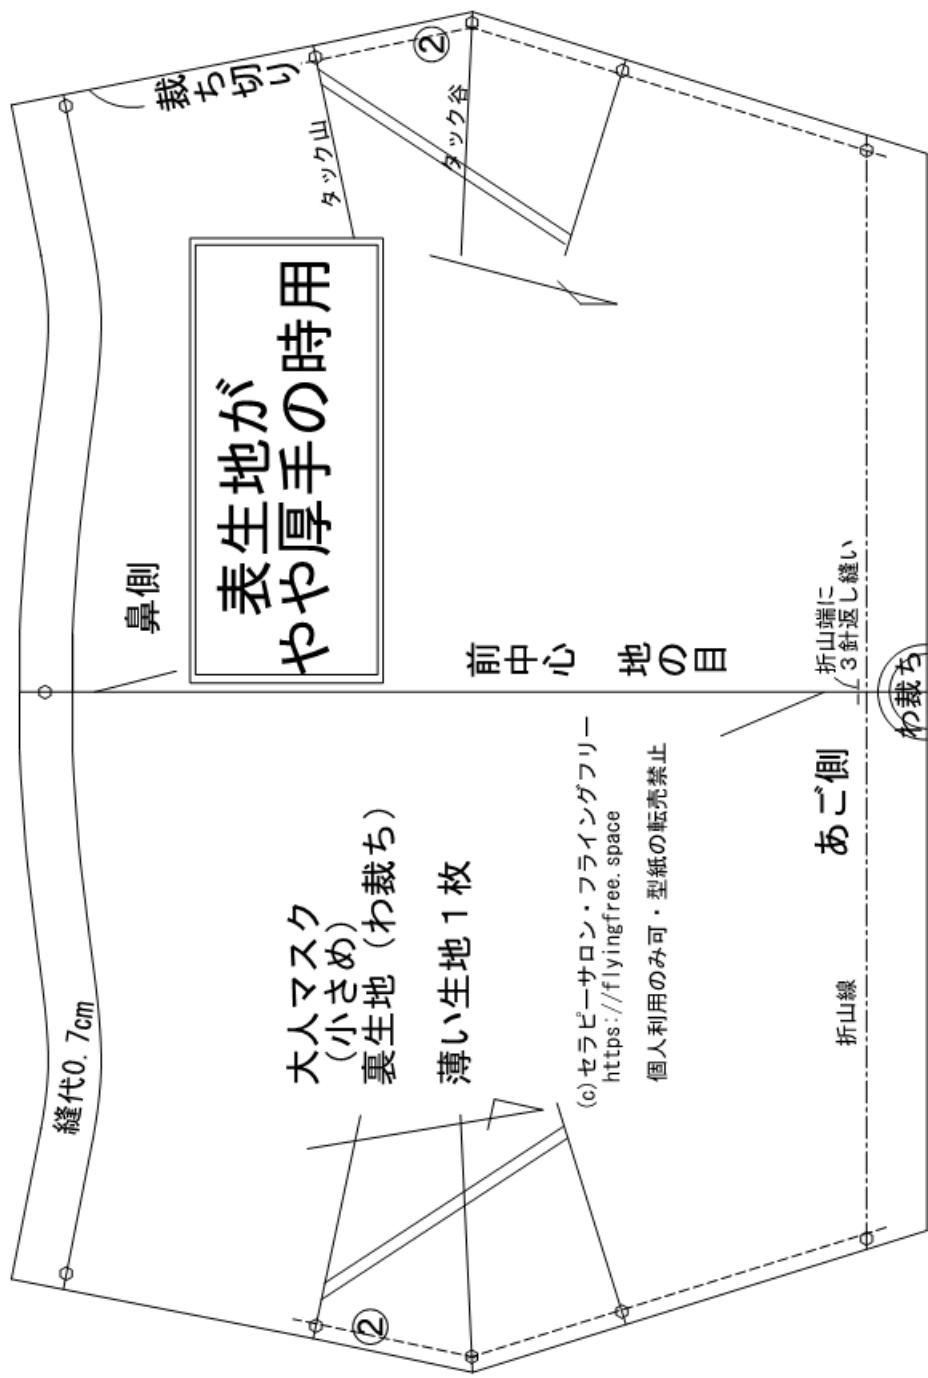 縫代0.7cm
鼻側
裁ち切り
②
タック山
タック谷
表生地が
やや厚手の時用
大人マスク
(小さめ)
裏生地(わ裁ち)
薄い生地1枚
前中心 地の目
(c)セラピーサロン・フライングフリー
https://flyingfree.space
個人利用のみ可・型紙の転売禁止
②
あご側
折山端に
3針返し縫い
折山線
わ裁ち